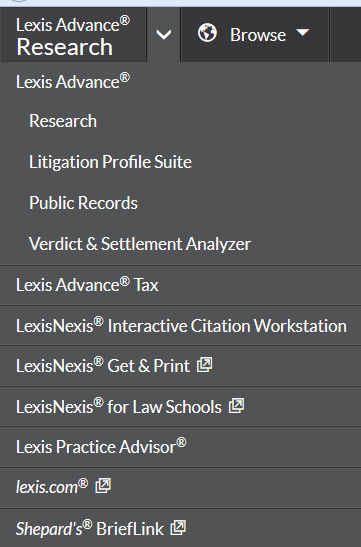 Lexis Advance®
Research
Browse
Lexis Advance®
Research
Litigation Profile Suite
Public Records
Verdict & Settlement Analyzer
Lexis Advance® Tax
LexisNexis® Interactive Citation Workstation
LexisNexis® Get & Print
LexisNexis® for Law Schools
Lexis Practice Advisor®
lexis.com®
Shepard's® BriefLink